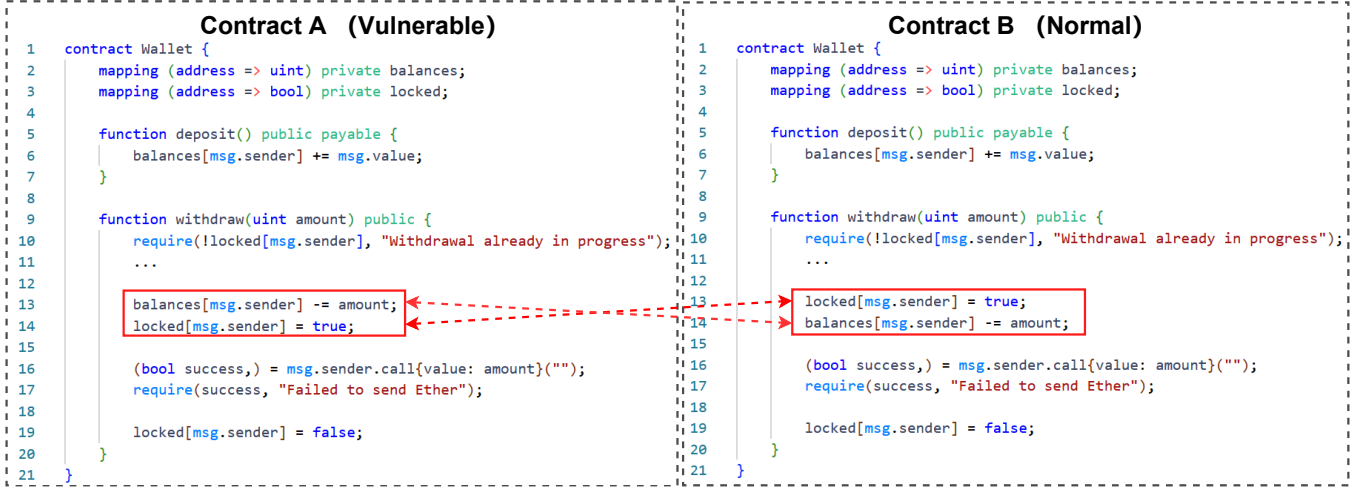 Contract A (Vulnerable)
1 contract Wallet {
2 mapping (address => uint) private balances;
3 mapping (address => bool) private locked;
4
5 function deposit() public payable {
6 balances[msg.sender] += msg.value;
7 }
8
9 function withdraw(uint amount) public {
10 require(!locked[msg.sender], "Withdrawal already in progress");
11 ...
12
13 balances[msg.sender] -= amount;
14 locked[msg.sender] = true;
15
16 (bool success,) = msg.sender.call{value: amount}("");
17 require(success, "Failed to send Ether");
18
19 locked[msg.sender] = false;
20 }
21 }
Contract B (Normal)
1 contract Wallet {
2 mapping (address => uint) private balances;
3 mapping (address => bool) private locked;
4
5 function deposit() public payable {
6 balances[msg.sender] += msg.value;
7 }
8
9 function withdraw(uint amount) public {
10 require(!locked[msg.sender], "Withdrawal already in progress");
11 ...
12
13 locked[msg.sender] = true;
14 balances[msg.sender] -= amount;
15
16 (bool success,) = msg.sender.call{value: amount}("");
17 require(success, "Failed to send Ether");
18
19 locked[msg.sender] = false;
20 }
21 }